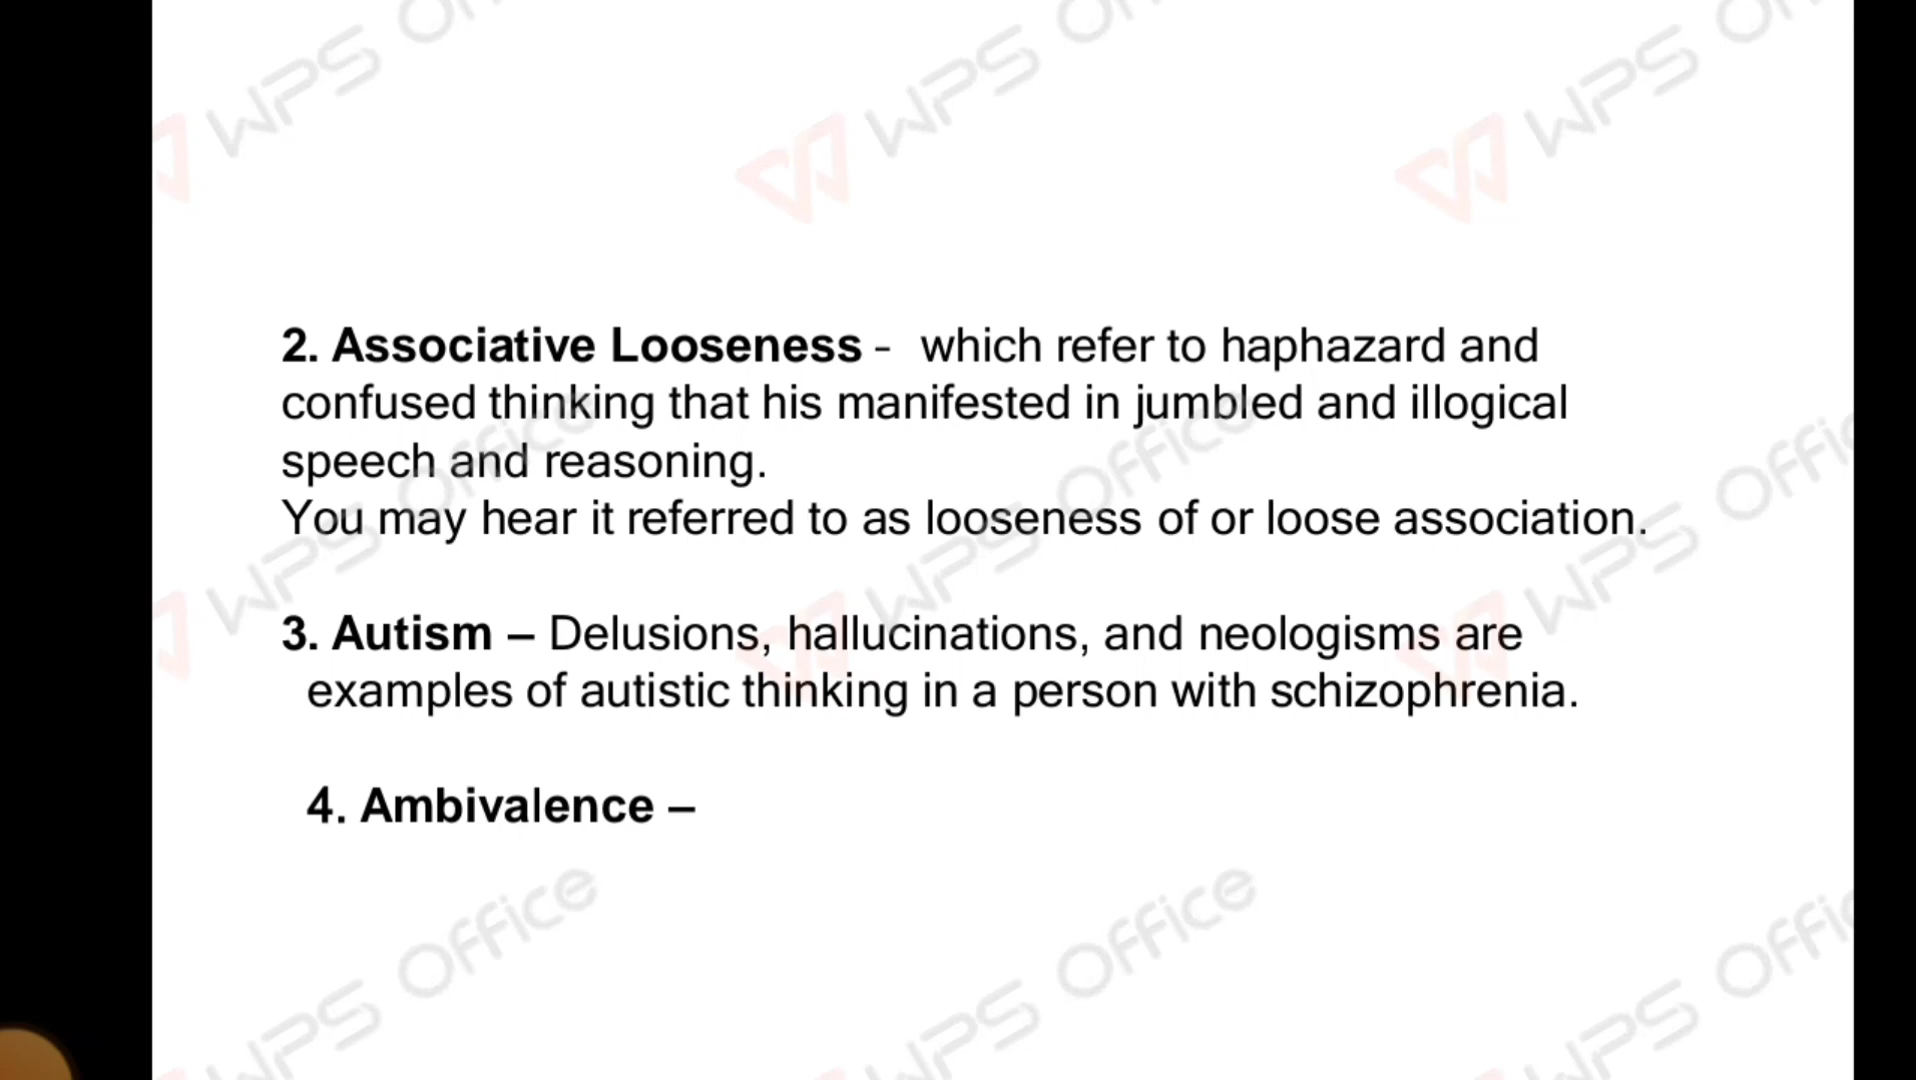 2. Associative Looseness - which refer to haphazard and
confused thinking that his manifested in jumbled and illogical
speech and reasoning.
You may hear it referred to as looseness of or loose association.
3. Autism – Delusions, hallucinations, and neologisms are
examples of autistic thinking in a person with schizophrenia.
4. Ambivalence –
WPS Office